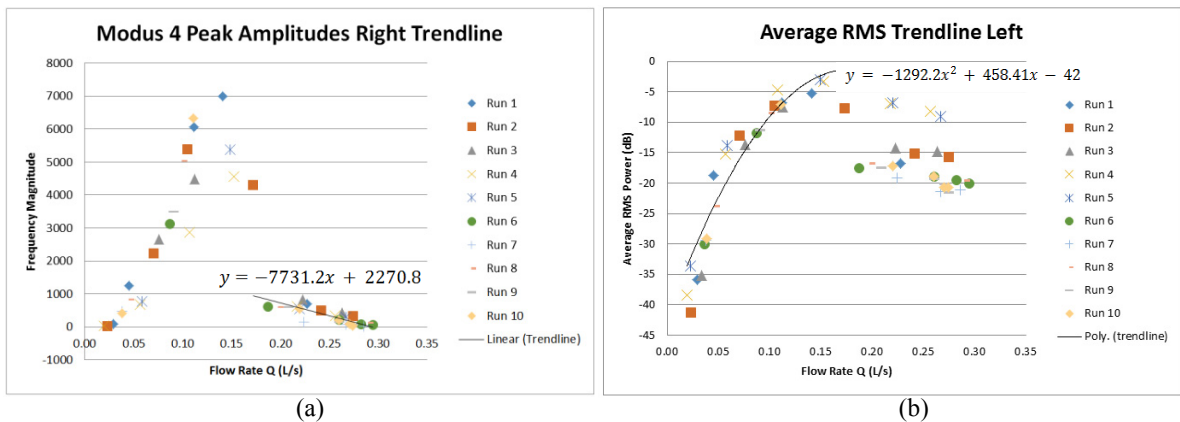 Modus 4 Peak Amplitudes Right Trendline
8000
7000
6000
5000
4000
3000
2000
1000
0
-1000
Frequency Magnitude
0.00 0.05 0.10 0.15 0.20 0.25 0.30 0.35
Flow Rate Q (L/s)
y = −7731.2x + 2270.8
Run 1
Run 2
Run 3
Run 4
Run 5
Run 6
Run 7
Run 8
Run 9
Run 10
Linear (Trendline)
(a)
Average RMS Trendline Left
0
-5
-10
-15
-20
-25
-30
-35
-40
-45
Average RMS Power (dB)
0.00 0.05 0.10 0.15 0.20 0.25 0.30 0.35
Flow Rate Q (L/s)
y = −1292.2x² + 458.41x − 42
Run 1
Run 2
Run 3
Run 4
Run 5
Run 6
Run 7
Run 8
Run 9
Run 10
Poly. (trendline)
(b)